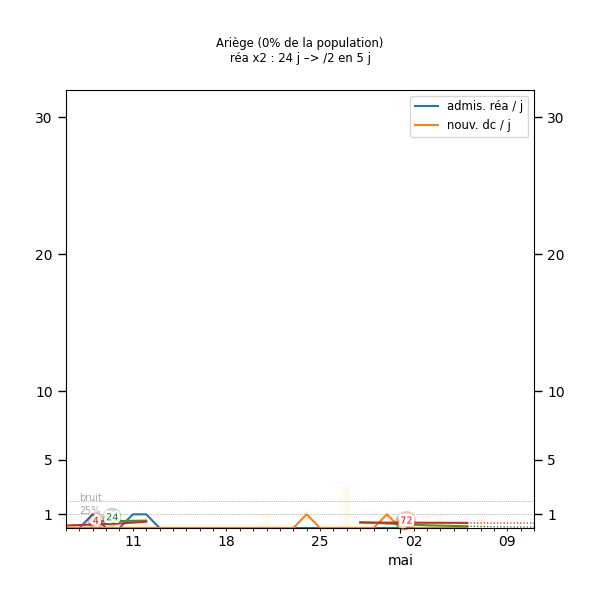 Ariège (0% de la population)
réa x2 : 24 j –> /2 en 5 j
admis. réa / j
nouv. dc / j
30 30
20 20
10 10
5 5
1 1
bruit
25%
4 24 72
11 18 25 - 02 09
mai